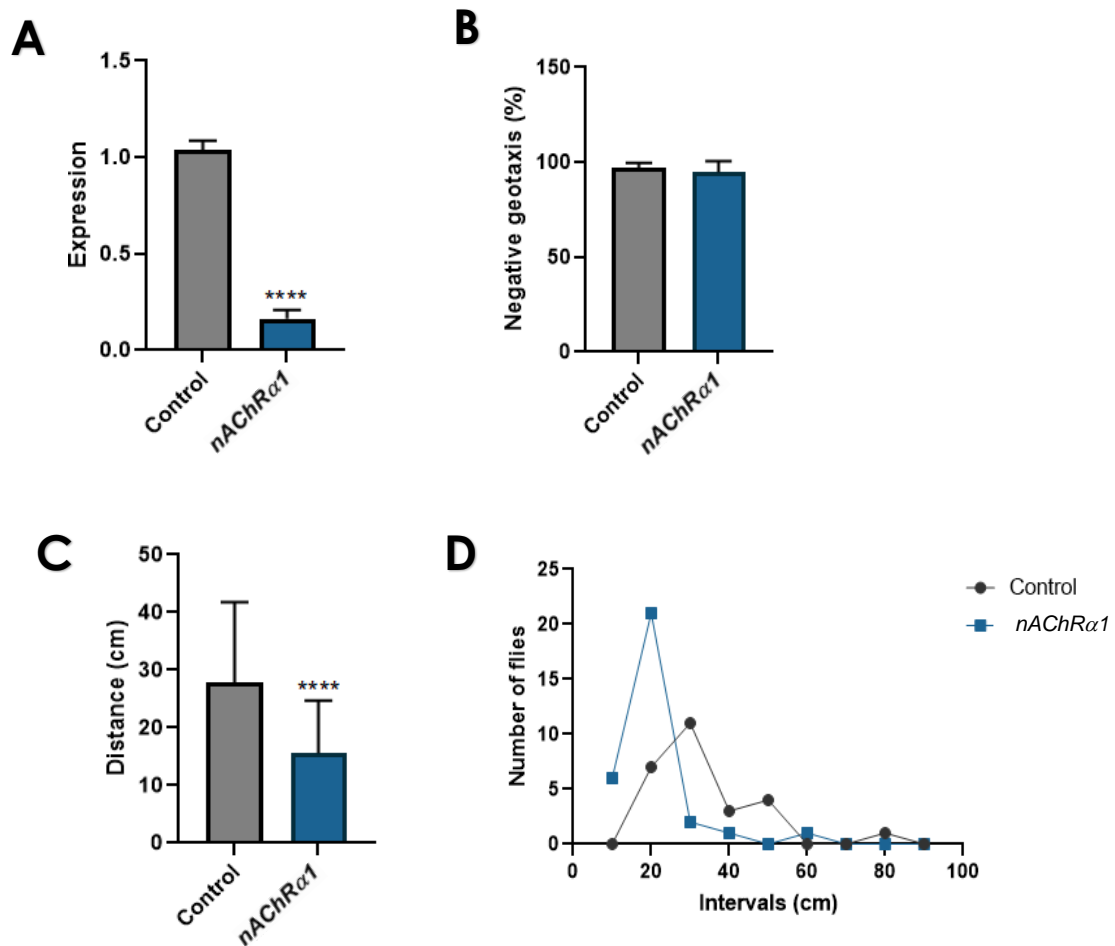 A
Expression
1.5
1.0
0.5
0.0
****
Control
nAChRα1
B
Negative geotaxis (%)
150
100
50
0
Control
nAChRα1
C
Distance (cm)
50
40
30
20
10
0
****
Control
nAChRα1
D
Number of flies
25
20
15
10
5
0
0 20 40 60 80 100
Intervals (cm)
Control
nAChRα1